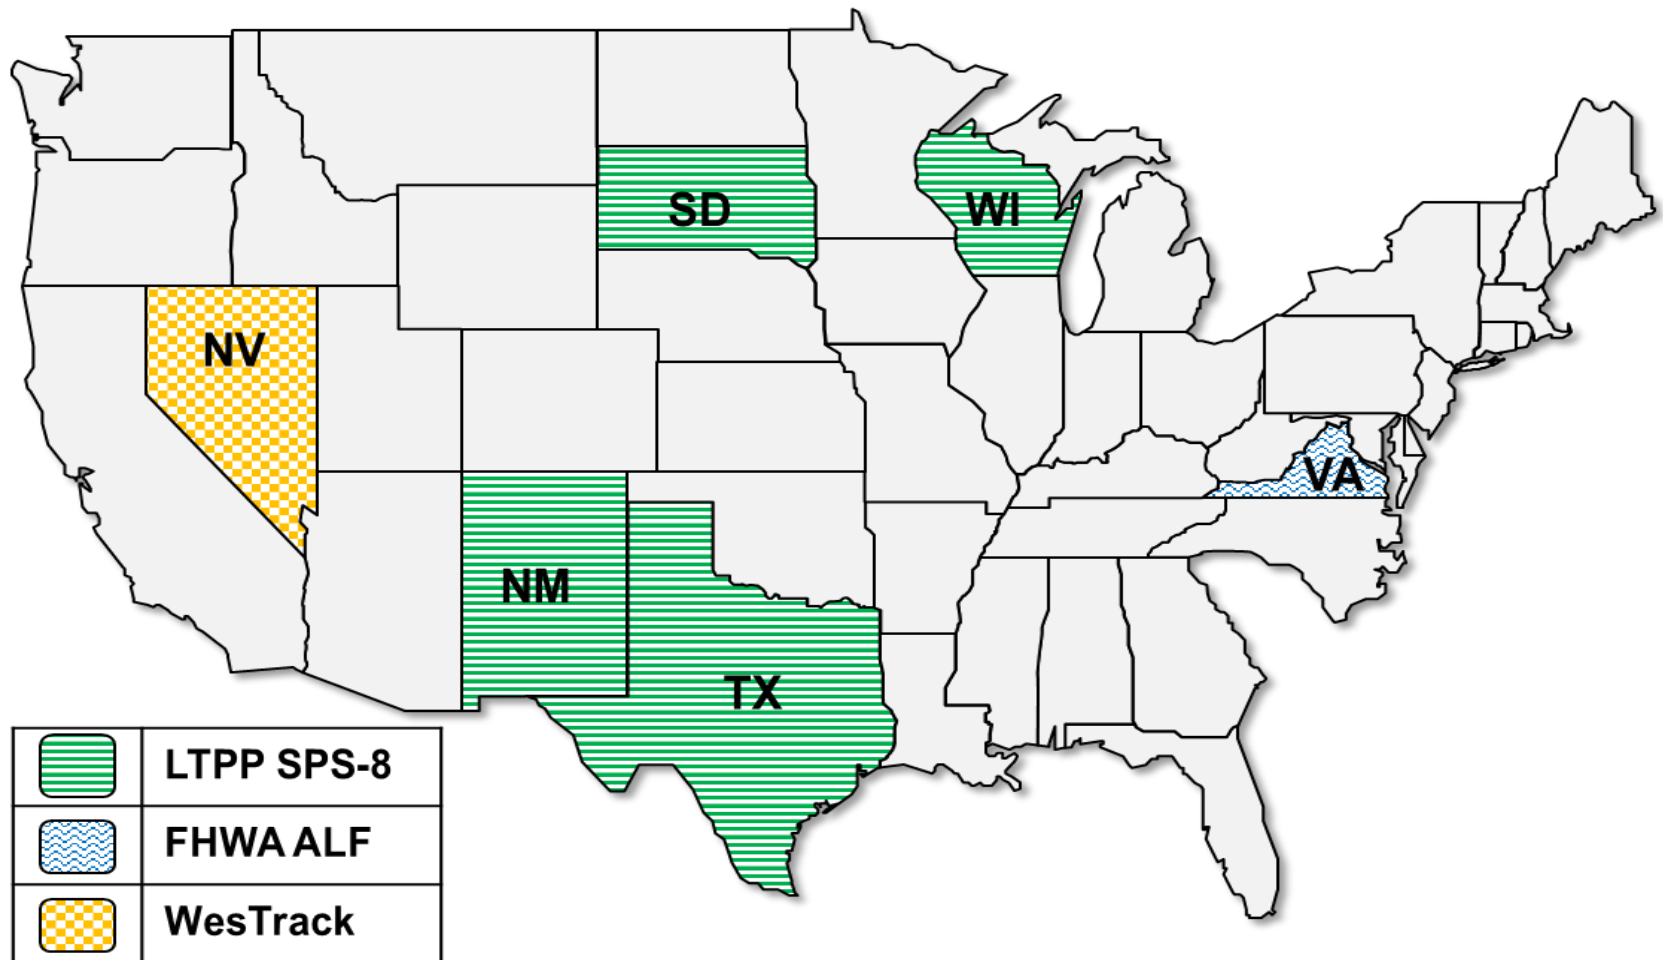 SD
WI
NV
VA
NM
TX
LTPP SPS-8
FHWA ALF
WesTrack